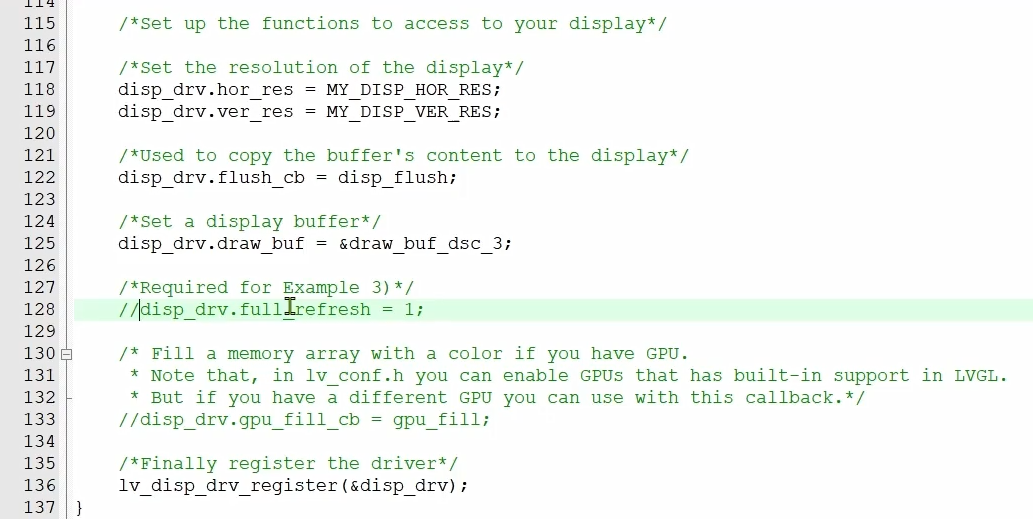 114
115 /*Set up the functions to access to your display*/
116
117 /*Set the resolution of the display*/
118 disp_drv.hor_res = MY_DISP_HOR_RES;
119 disp_drv.ver_res = MY_DISP_VER_RES;
120
121 /*Used to copy the buffer's content to the display*/
122 disp_drv.flush_cb = disp_flush;
123
124 /*Set a display buffer*/
125 disp_drv.draw_buf = &draw_buf_dsc_3;
126
127 /*Required for Example 3)*/
128 //disp_drv.full_refresh = 1;
129
130 /* Fill a memory array with a color if you have GPU.
131 * Note that, in lv_conf.h you can enable GPUs that has built-in support in LVGL.
132 * But if you have a different GPU you can use with this callback.*/
133 //disp_drv.gpu_fill_cb = gpu_fill;
134
135 /*Finally register the driver*/
136 lv_disp_drv_register(&disp_drv);
137 }